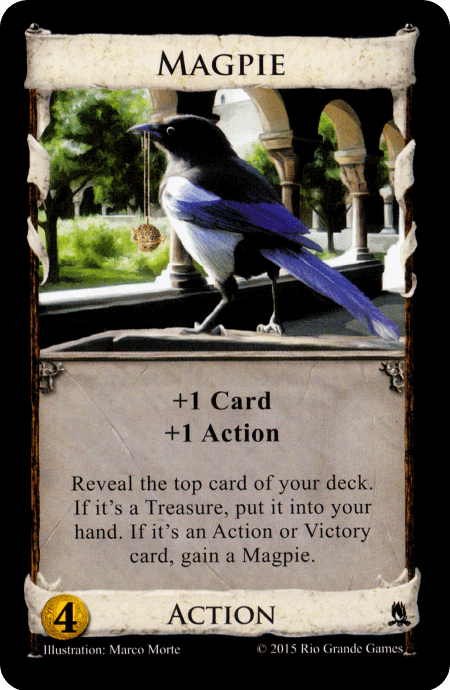 MAGPIE
+1 Card
+1 Action
Reveal the top card of your deck.
If it's a Treasure, put it into your
hand. If it's an Action or Victory
card, gain a Magpie.
4
ACTION
Illustration: Marco Morte
© 2015 Rio Grande Games